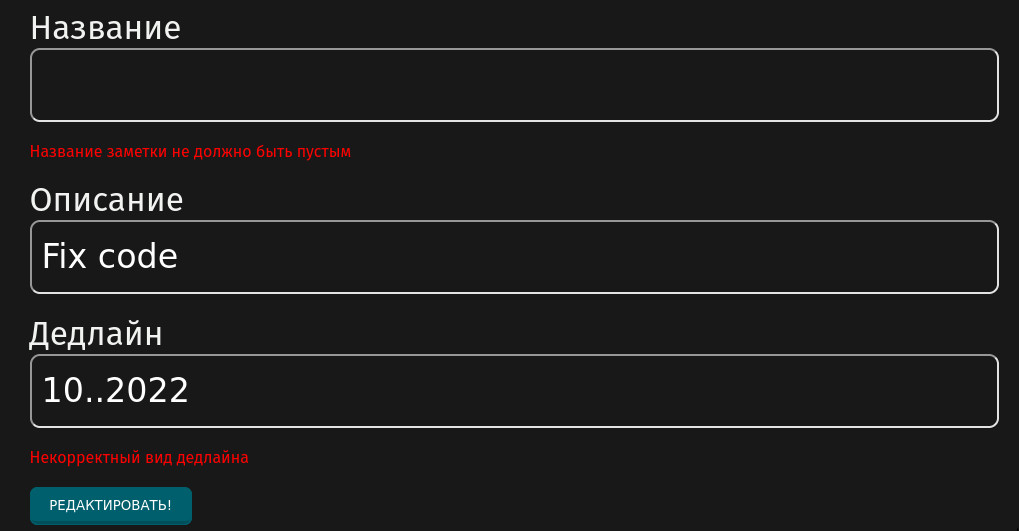 Название
Название заметки не должно быть пустым
Описание
Fix code
Дедлайн
10..2022
Некорректный вид дедлайна
РЕДАКТИРОВАТЬ!